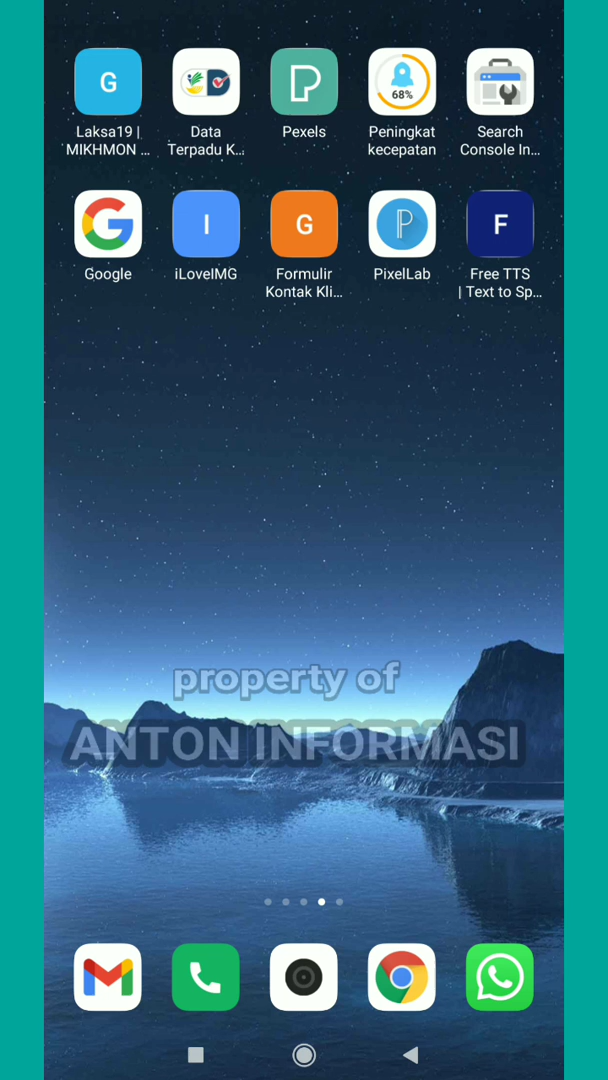 G
Laksa19 |
MIKHMON ...
Data
Terpadu K...
Pexels
68%
Peningkat
kecepatan
Search
Console In...
G
Google
I
iLoveIMG
G
Formulir
Kontak Kli...
P
PixelLab
F
Free TTS
| Text to Sp...
property of
ANTON INFORMASI